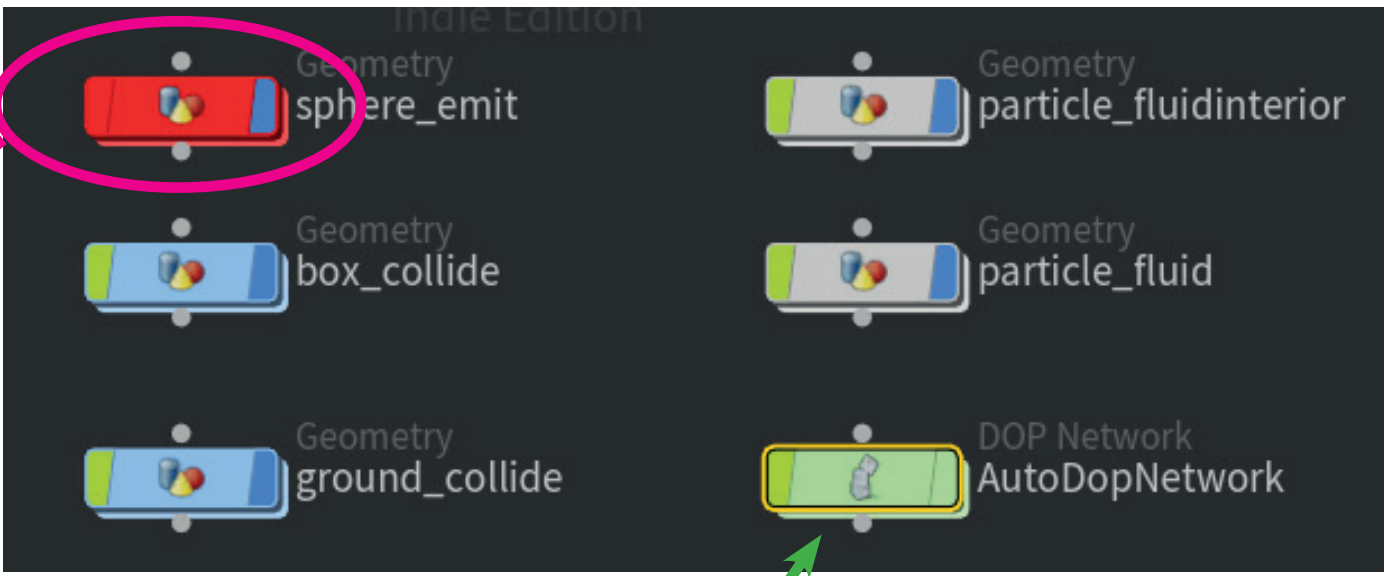 Indie Edition
Geometry
sphere_emit
Geometry
particle_fluidinterior
Geometry
box_collide
Geometry
particle_fluid
Geometry
ground_collide
DOP Network
AutoDopNetwork